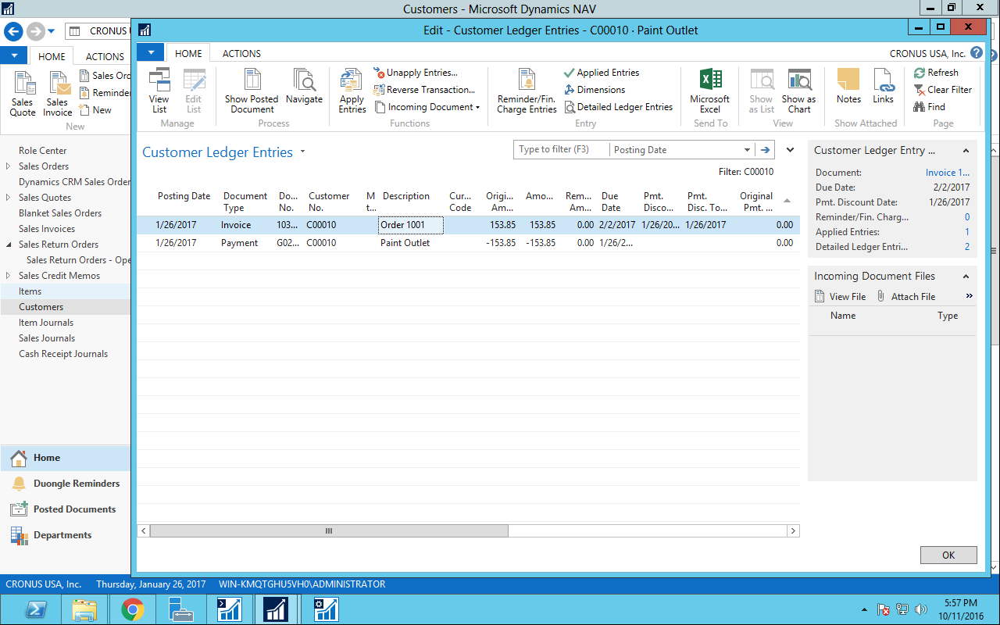 Customers - Microsoft Dynamics NAV
CRONUS U
HOME ACTIONS
Sales Quote
Sales Invoice
Sales Ord
Reminder
New
New
Role Center
Sales Orders
Dynamics CRM Sales Order
Sales Quotes
Blanket Sales Orders
Sales Invoices
Sales Return Orders
Sales Return Orders - Ope
Sales Credit Memos
Items
Customers
Item Journals
Sales Journals
Cash Receipt Journals
Home
Duongle Reminders
Posted Documents
Departments
Edit - Customer Ledger Entries - C00010 · Paint Outlet
HOME ACTIONS
CRONUS USA, Inc.
View List
Edit List
Manage
Show Posted Document
Navigate
Process
Apply Entries
Unapply Entries...
Reverse Transaction...
Incoming Document
Functions
Reminder/Fin. Charge Entries
Applied Entries
Dimensions
Detailed Ledger Entries
Entry
Microsoft Excel
Send To
Show as List
Show as Chart
View
Notes
Links
Show Attached
Refresh
Clear Filter
Find
Page
Customer Ledger Entries
Type to filter (F3) Posting Date
Filter: C00010
Posting Date Document Type Do... No. Customer No. M t... Description Cur... Code Origi... Am... Amo... Rem... Am... Due Date Pmt. Disco... Pmt. Disc. To... Original Pmt. ...
1/26/2017 Invoice 103... C00010 Order 1001 153.85 153.85 0.00 2/2/2017 1/26/20... 1/26/2017 0.00
1/26/2017 Payment G02... C00010 Paint Outlet -153.85 -153.85 0.00 1/26/2... 0.00
Customer Ledger Entry ...
Document: Invoice 1...
Due Date: 2/2/2017
Pmt. Discount Date: 1/26/2017
Reminder/Fin. Charg... 0
Applied Entries: 1
Detailed Ledger Entri... 2
Incoming Document Files
View File Attach File »
Name Type
OK
CRONUS USA, Inc. Thursday, January 26, 2017 WIN-KMQTGHU5VH0\ADMINISTRATOR
5:57 PM
10/11/2016